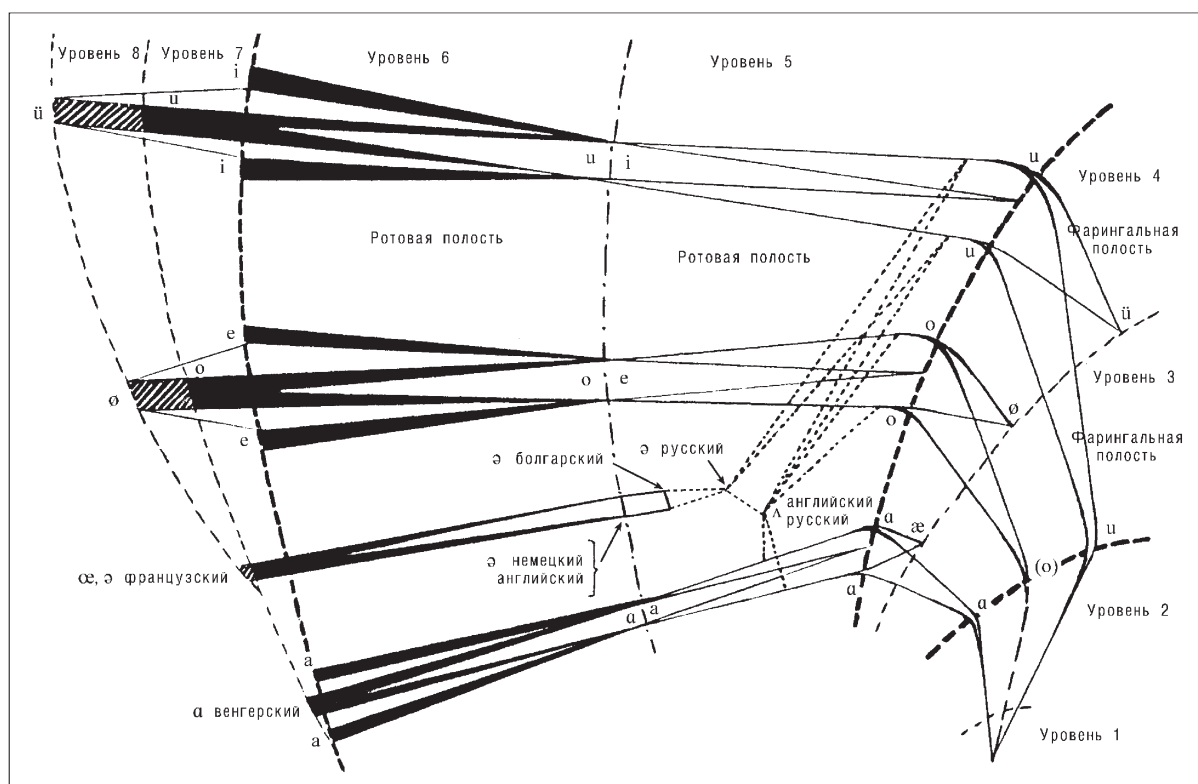 Уровень 8
Уровень 7
Уровень 6
Уровень 5
i
u
ü
i
u i
u
Уровень 4
Ротовая полость
Ротовая полость
Фарингальная
полость
u
ü
e
o
o
Уровень 3
o e
ø
ø
o
e
Фарингальная
полость
ə болгарский
ə русский
ʌ английский
русский
a
æ
u
œ, ə французский
ə немецкий
английский
(o)
ɑ a
ɑ
ɑ
Уровень 2
a
ɑ венгерский
a
Уровень 1